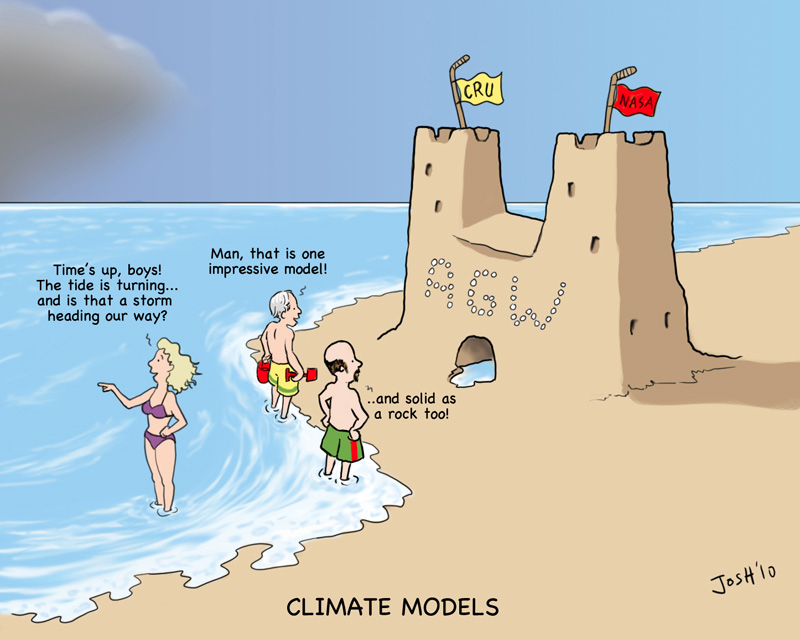 CRU
NASA
Man, that is one
impressive model!
Time's up, boys!
The tide is turning...
and is that a storm
heading our way?
AGW
..and solid as
a rock too!
JOSH'10
CLIMATE MODELS